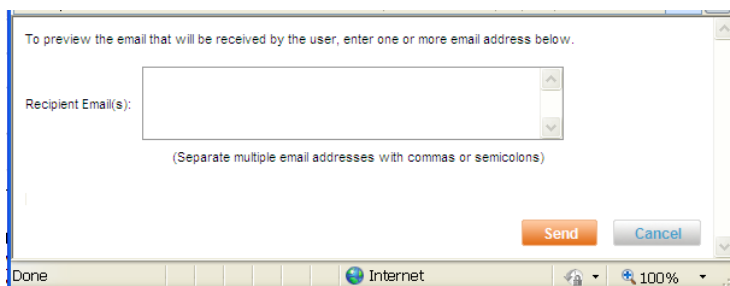 To preview the email that will be received by the user, enter one or more email address below.
Recipient Email(s):
(Separate multiple email addresses with commas or semicolons)
Send Cancel
Done Internet 100%